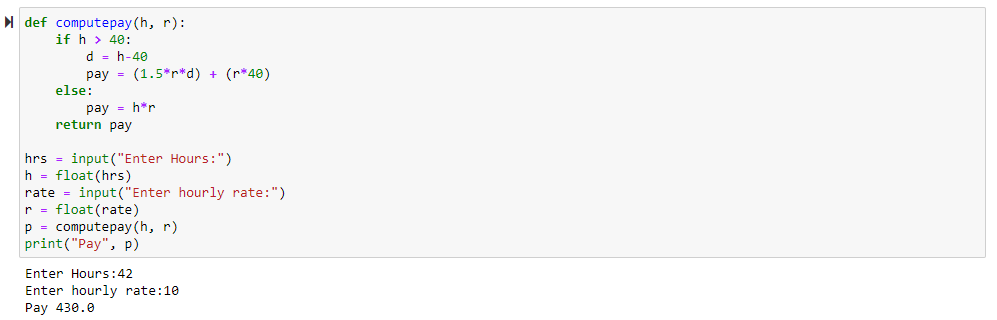 def computepay(h, r):
    if h > 40:
        d = h-40
        pay = (1.5*r*d) + (r*40)
    else:
        pay = h*r
    return pay

hrs = input("Enter Hours:")
h = float(hrs)
rate = input("Enter hourly rate:")
r = float(rate)
p = computepay(h, r)
print("Pay", p)
Enter Hours:42
Enter hourly rate:10
Pay 430.0